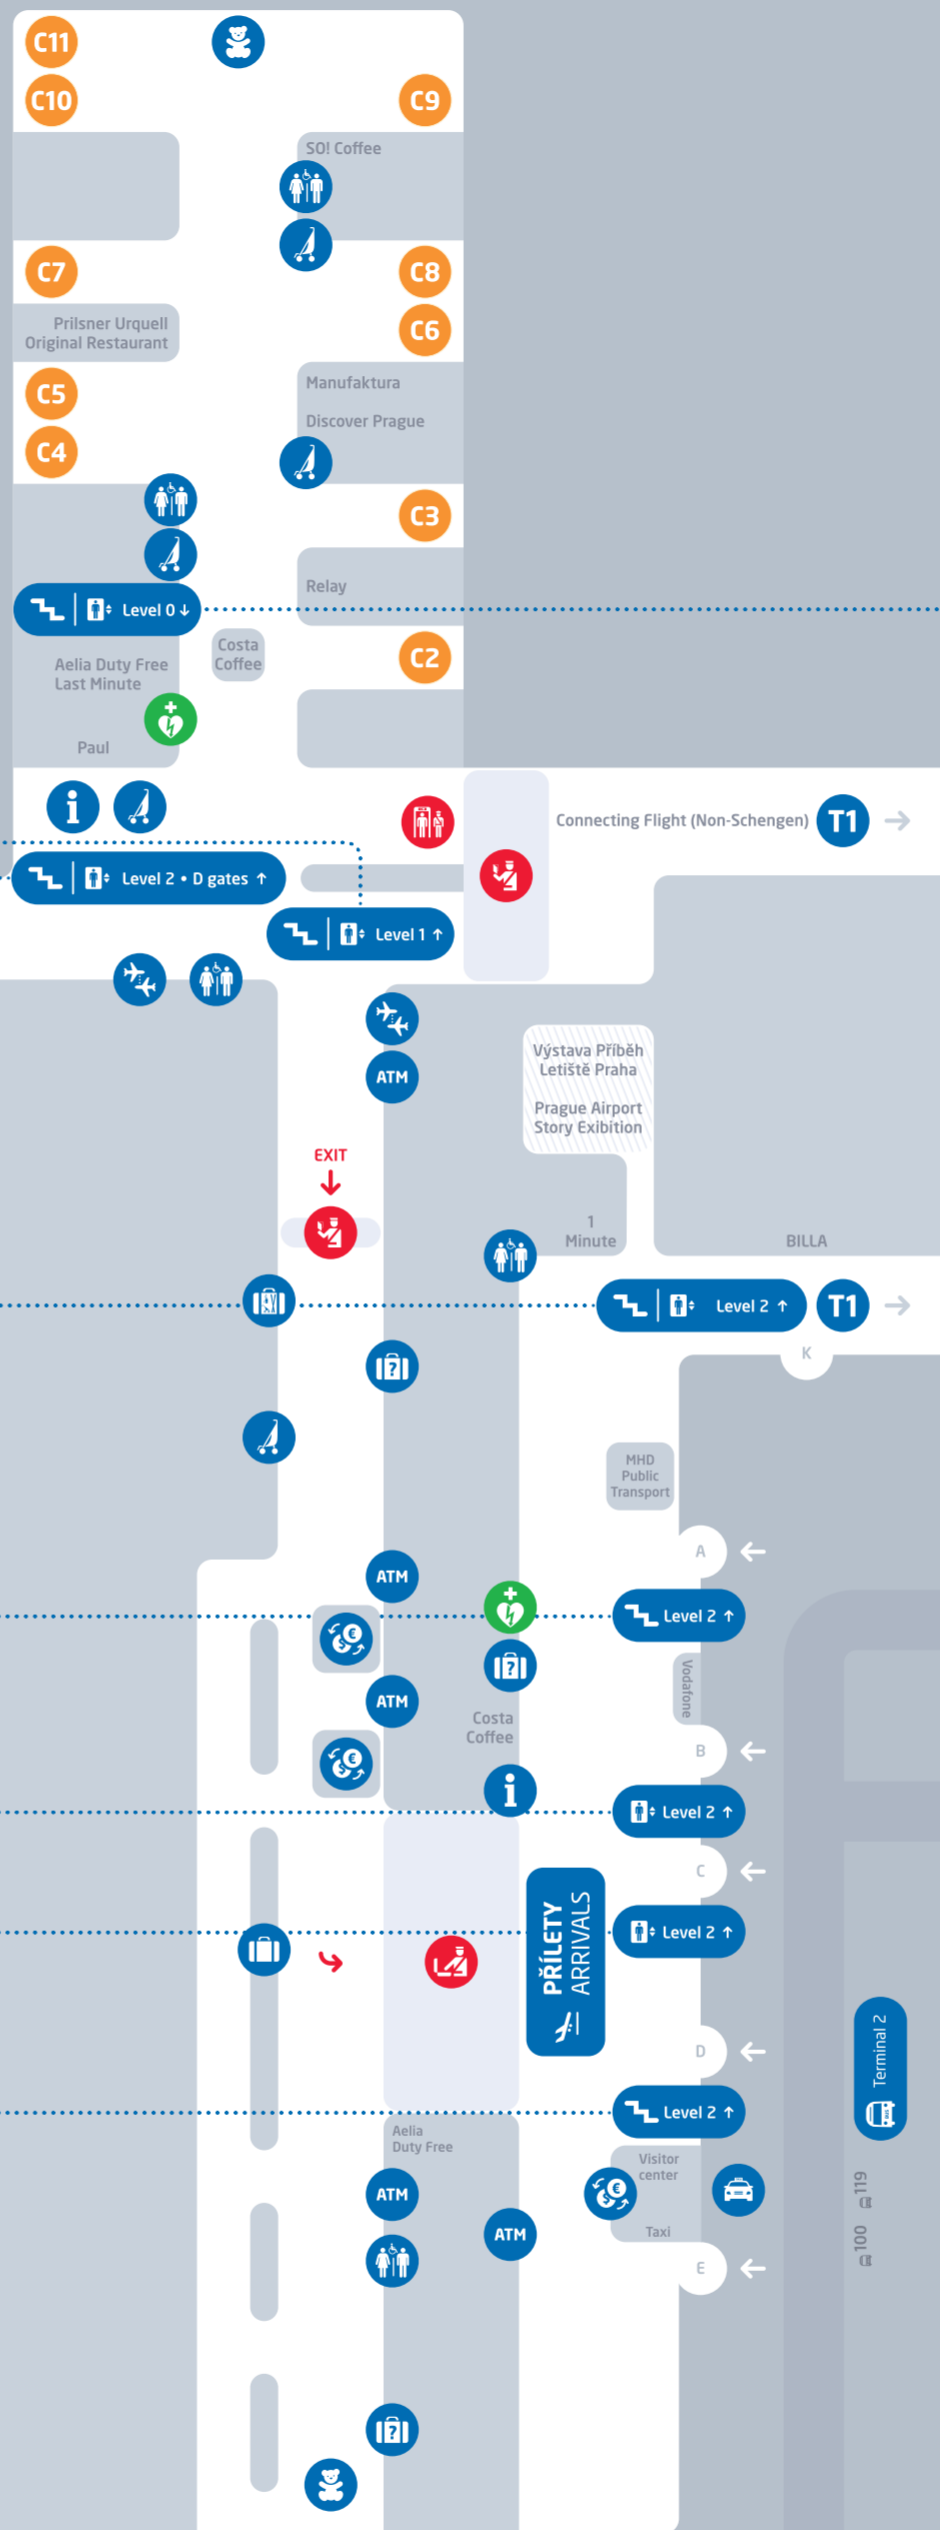 C11
C10
C9
SO! Coffee
C7
C8
Prilsner Urquell
Original Restaurant
C6
Manufaktura
C5
Discover Prague
C4
C3
Relay
Level 0 ↓
Costa
Coffee
C2
Aelia Duty Free
Last Minute
Paul
i
Connecting Flight (Non-Schengen)
T1 →
Level 2 • D gates ↑
Level 1 ↑
ATM
Výstava Příběh
Letiště Praha
Prague Airport
Story Exibition
EXIT
↓
1
Minute
BILLA
Level 2 ↑
T1 →
K
?
MHD
Public
Transport
A ←
ATM
Level 2 ↑
€
$
?
Vodafone
ATM
Costa
Coffee
B ←
€
$
i
Level 2 ↑
C ←
PŘÍLETY
ARRIVALS
Level 2 ↑
D ←
Terminal 2
Level 2 ↑
Aelia
Duty Free
Visitor
center
€
$
ATM
119
Taxi
ATM
100
E ←
?